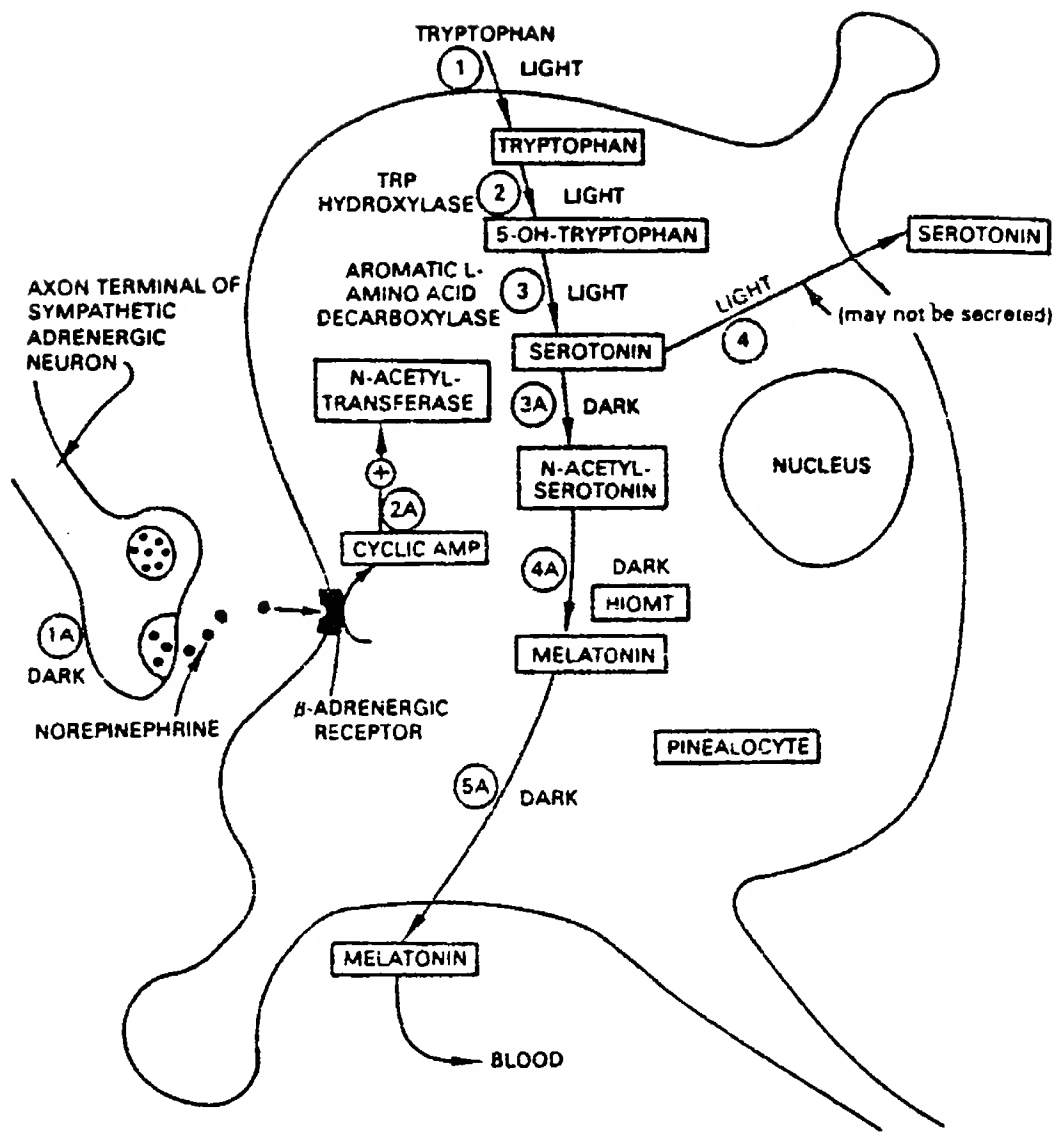 TRYPTOPHAN
1
LIGHT
TRYPTOPHAN
TRP
HYDROXYLASE
2
LIGHT
5-OH-TRYPTOPHAN
SEROTONIN
AROMATIC L-
AMINO ACID
DECARBOXYLASE
3
LIGHT
LIGHT
4
(may not be secreted)
AXON TERMINAL OF
SYMPATHETIC
ADRENERGIC
NEURON
SEROTONIN
N-ACETYL-
TRANSFERASE
3A
DARK
+
N-ACETYL-
SEROTONIN
NUCLEUS
2A
CYCLIC AMP
4A
DARK
HIOMT
1A
DARK
MELATONIN
NOREPINEPHRINE
β-ADRENERGIC
RECEPTOR
PINEALOCYTE
5A
DARK
MELATONIN
BLOOD